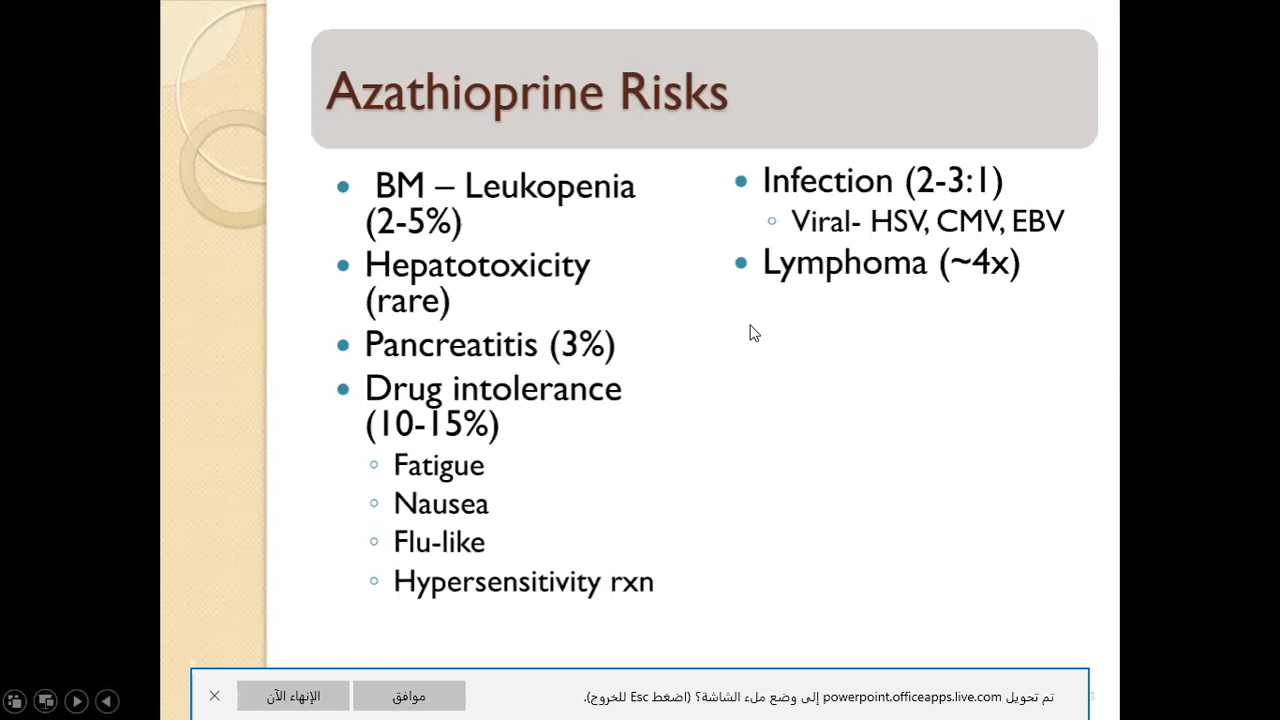 Azathioprine Risks
BM – Leukopenia
(2-5%)
Hepatotoxicity
(rare)
Pancreatitis (3%)
Drug intolerance
(10-15%)
Fatigue
Nausea
Flu-like
Hypersensitivity rxn
Infection (2-3:1)
Viral- HSV, CMV, EBV
Lymphoma (~4x)
تم تحويل powerpoint.officeapps.live.com إلى وضع ملء الشاشة؟ (اضغط Esc للخروج).
موافق
الإنهاء الآن